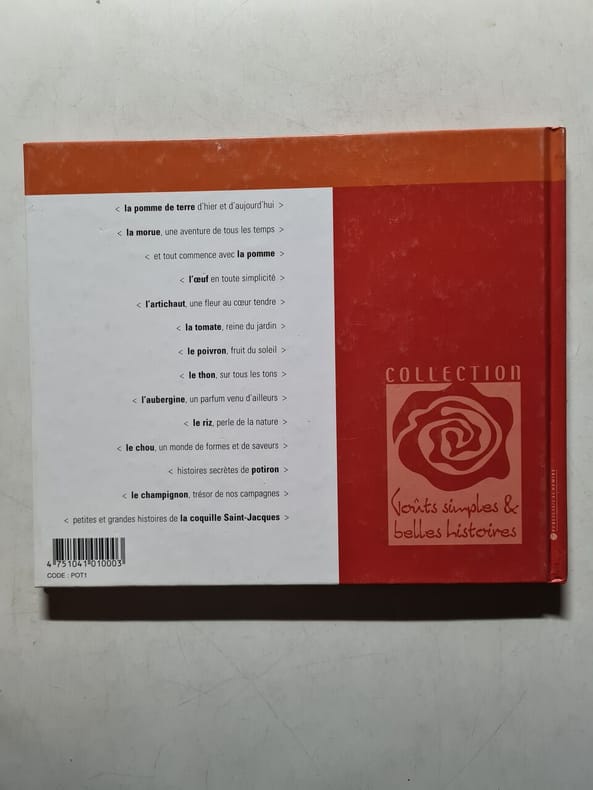 < la pomme de terre d'hier et d'aujourd'hui >
< la morue, une aventure de tous les temps >
< et tout commence avec la pomme >
< l'œuf en toute simplicité >
< l'artichaut, une fleur au cœur tendre >
< la tomate, reine du jardin >
< le poivron, fruit du soleil >
< le thon, sur tous les tons >
< l'aubergine, un parfum venu d'ailleurs >
< le riz, perle de la nature >
< le chou, un monde de formes et de saveurs >
< histoires secrètes de potiron >
< le champignon, trésor de nos campagnes >
< petites et grandes histoires de la coquille Saint-Jacques >
4 751041 010003 >
CODE : POT1
COLLECTION
Goûts simples &
belles histoires